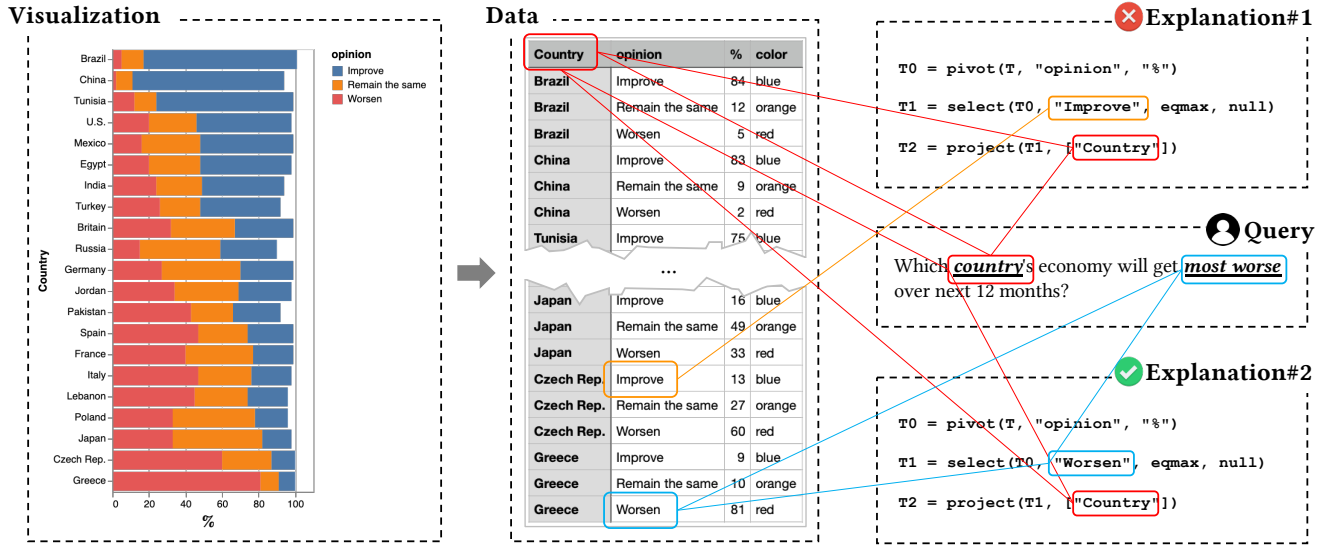 Visualization
Brazil
China
Tunisia
U.S.
Mexico
Egypt
India
Turkey
Britain
Russia
Germany
Jordan
Pakistan
Spain
France
Italy
Lebanon
Poland
Japan
Czech Rep.
Greece
Country
0 20 40 60 80 100
%
opinion
Improve
Remain the same
Worsen
Data
Country opinion % color
Brazil Improve 84 blue
Brazil Remain the same 12 orange
Brazil Worsen 5 red
China Improve 83 blue
China Remain the same 9 orange
China Worsen 2 red
Tunisia Improve 75 blue
...
Japan Improve 16 blue
Japan Remain the same 49 orange
Japan Worsen 33 red
Czech Rep. Improve 13 blue
Czech Rep. Remain the same 27 orange
Czech Rep. Worsen 60 red
Greece Improve 9 blue
Greece Remain the same 10 orange
Greece Worsen 81 red
Explanation#1
T0 = pivot(T, "opinion", "%")
T1 = select(T0, "Improve", eqmax, null)
T2 = project(T1, ["Country"])
Query
Which country's economy will get most worse
over next 12 months?
Explanation#2
T0 = pivot(T, "opinion", "%")
T1 = select(T0, "Worsen", eqmax, null)
T2 = project(T1, ["Country"])